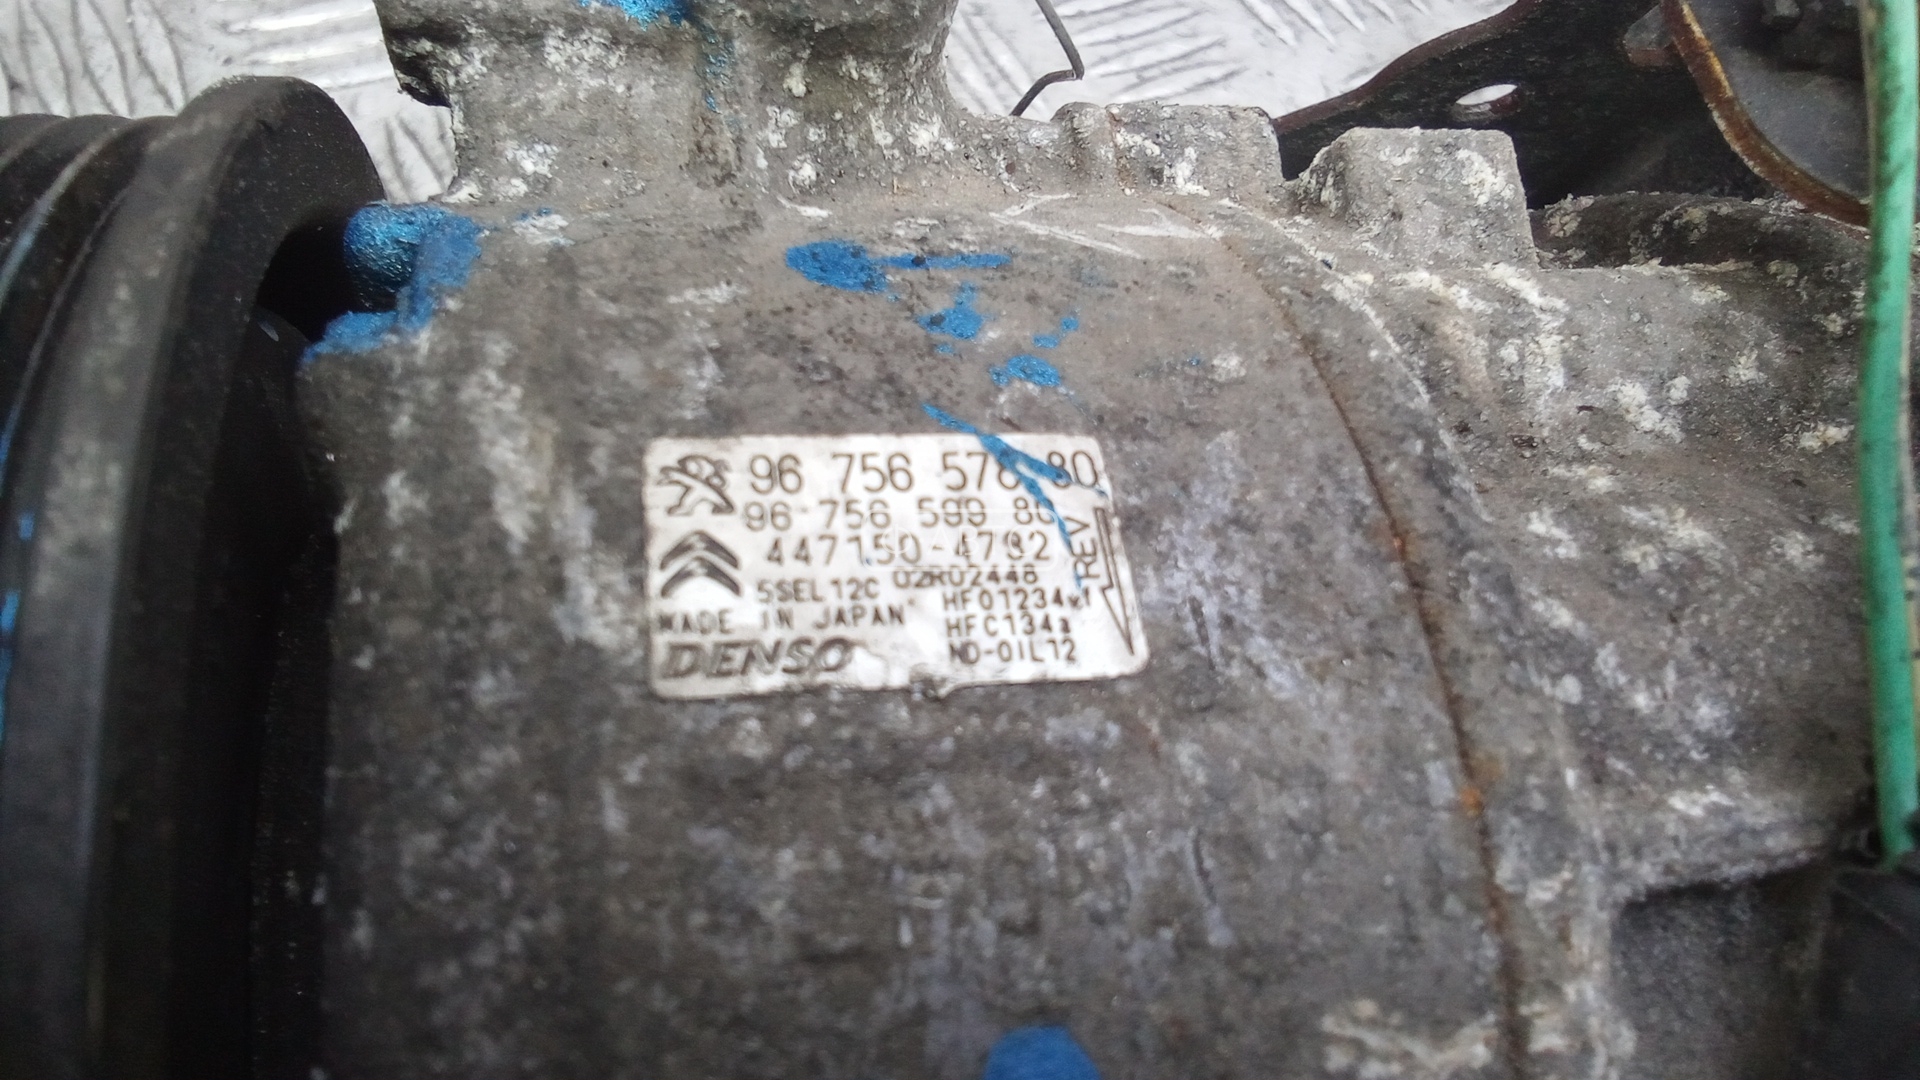 96 756 576 80
96 756 599 80
447150-4792
5SEL12C 02R02448
HFO1234yf
MADE IN JAPAN
HFC134a
DENSO
ND-OIL12
REV